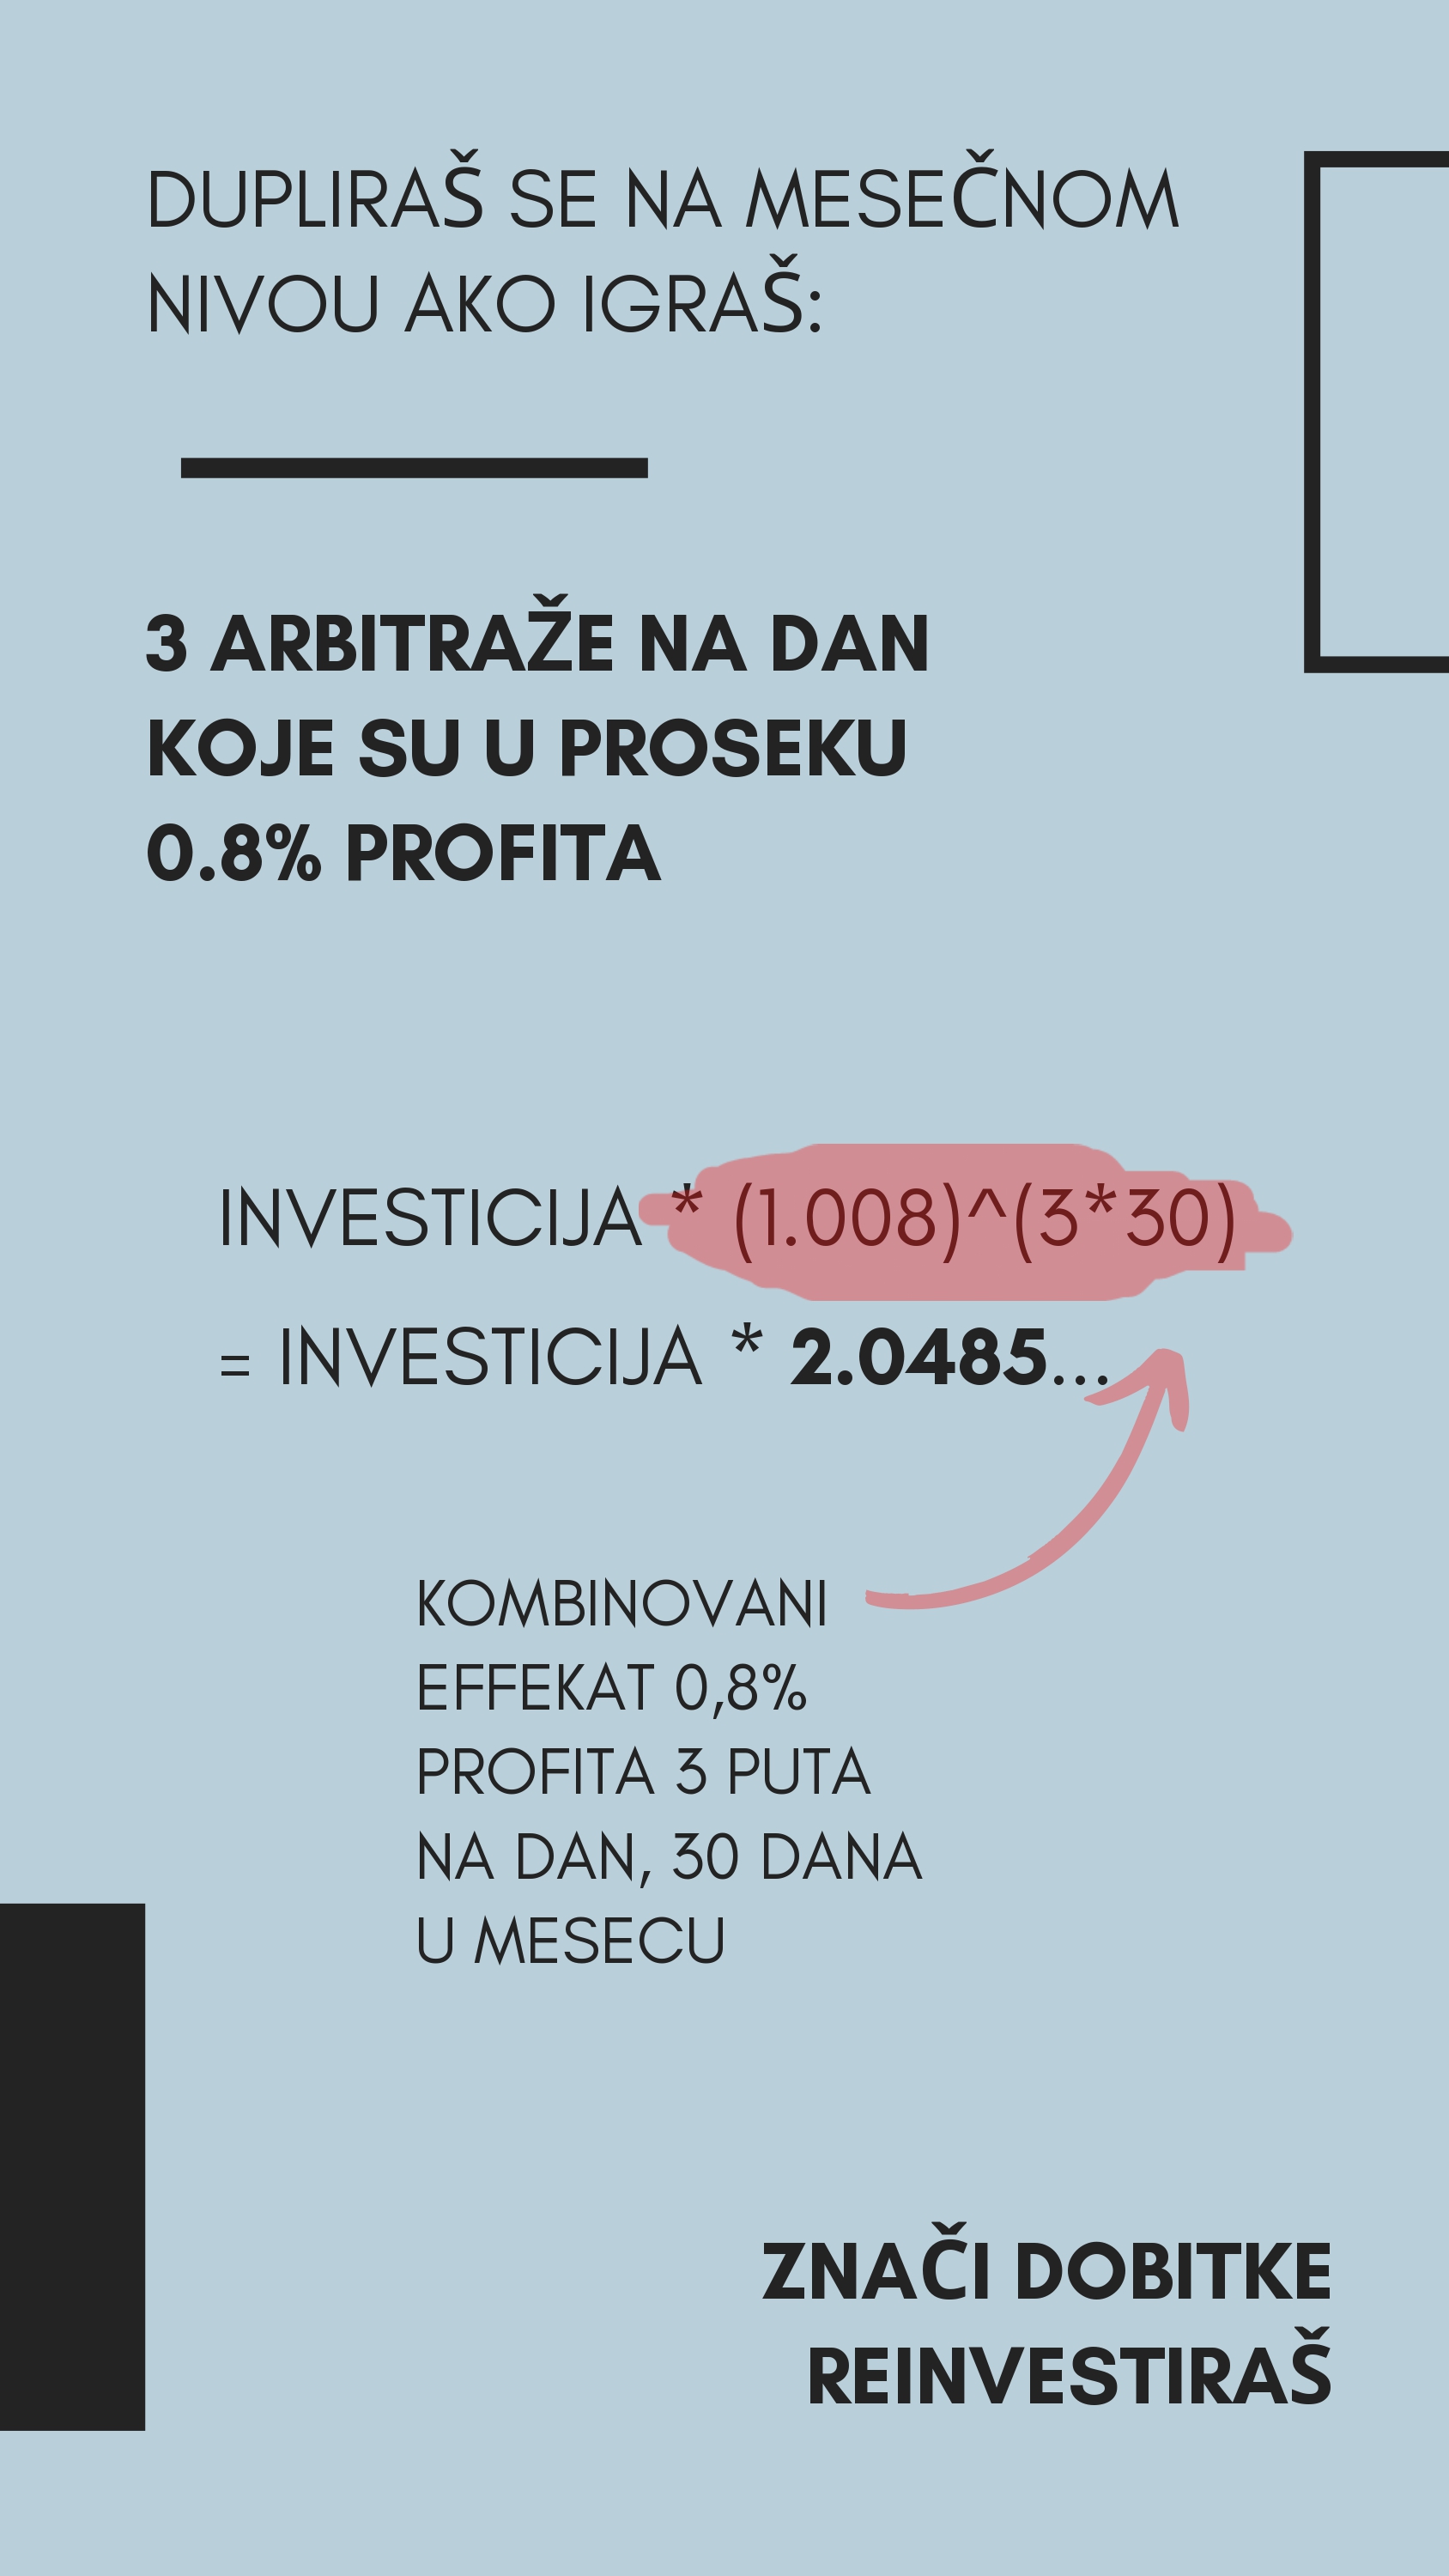 DUPLIRAŠ SE NA MESEČNOM
NIVOU AKO IGRAŠ:
3 ARBITRAŽE NA DAN
KOJE SU U PROSEKU
0.8% PROFITA
INVESTICIJA * (1.008)^(3*30)
= INVESTICIJA * 2.0485...
KOMBINOVANI
EFFEKAT 0,8%
PROFITA 3 PUTA
NA DAN, 30 DANA
U MESECU
ZNAČI DOBITKE
REINVESTIRAŠ